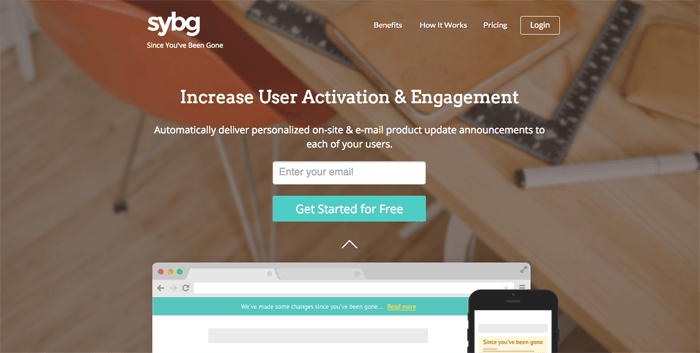 sybg
Since You've Been Gone
Benefits How It Works Pricing Login
Increase User Activation & Engagement
Automatically deliver personalized on-site & e-mail product update announcements to
each of your users.
Enter your email
Get Started for Free
We've made some changes since you've been gone... Read more
Since you've been gone